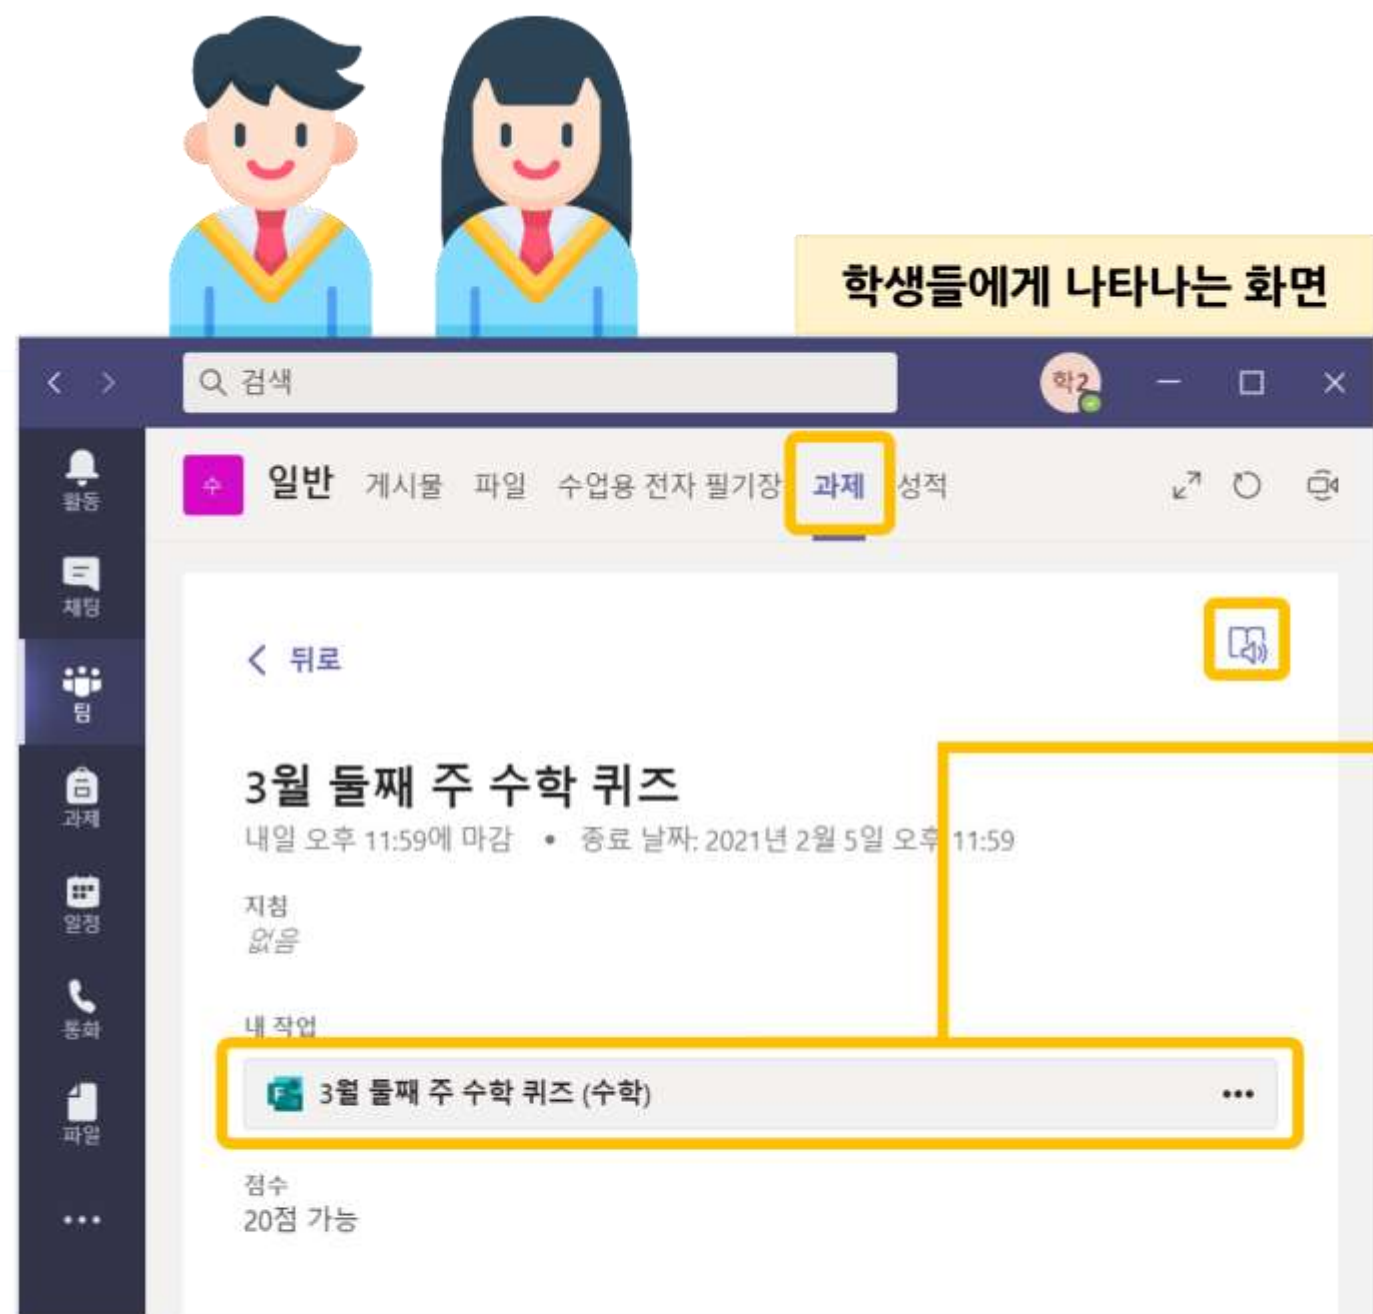 학생들에게 나타나는 화면
검색
학2
활동
수
일반 게시물 파일 수업용 전자 필기장 과제 성적
채팅
뒤로
팀
3월 둘째 주 수학 퀴즈
과제
내일 오후 11:59에 마감 • 종료 날짜: 2021년 2월 5일 오후 11:59
지침
일정
없음
내 작업
통화
3월 둘째 주 수학 퀴즈 (수학)
파일
점수
20점 가능